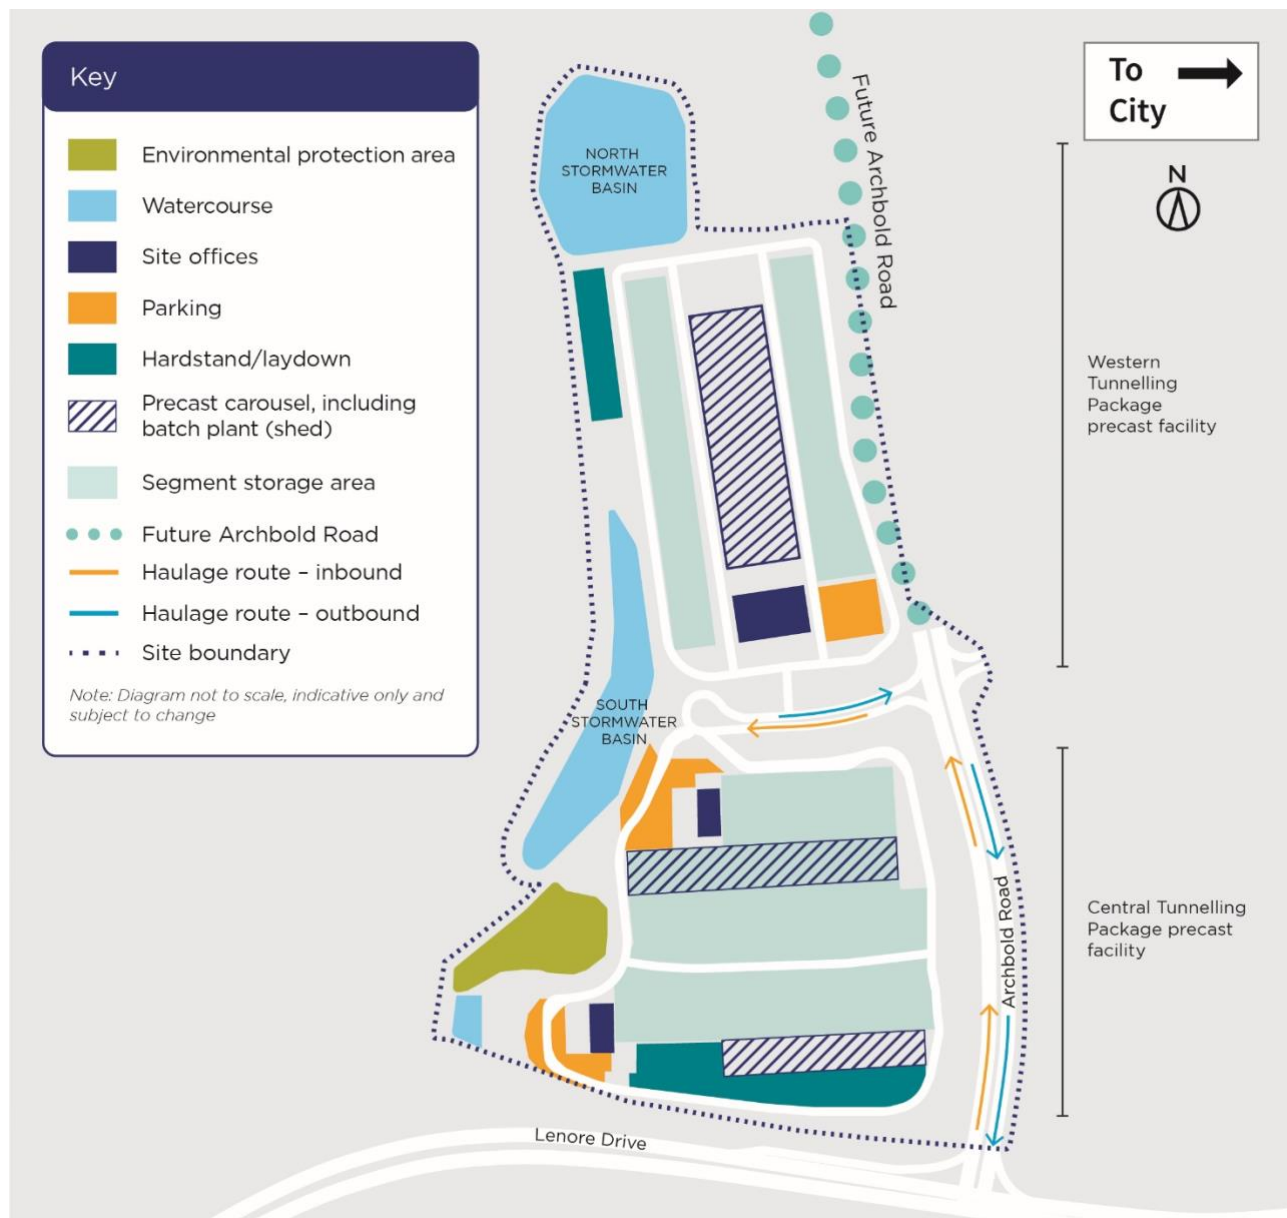 Key
Environmental protection area
Watercourse
Site offices
Parking
Hardstand/laydown
Precast carousel, including
batch plant (shed)
Segment storage area
Future Archbold Road
Haulage route – inbound
Haulage route – outbound
Site boundary
Note: Diagram not to scale, indicative only and
subject to change
NORTH
STORMWATER
BASIN
Future Archbold Road
To
City
N
Western
Tunnelling
Package
precast facility
SOUTH
STORMWATER
BASIN
Archbold Road
Central Tunnelling
Package precast
facility
Lenore Drive